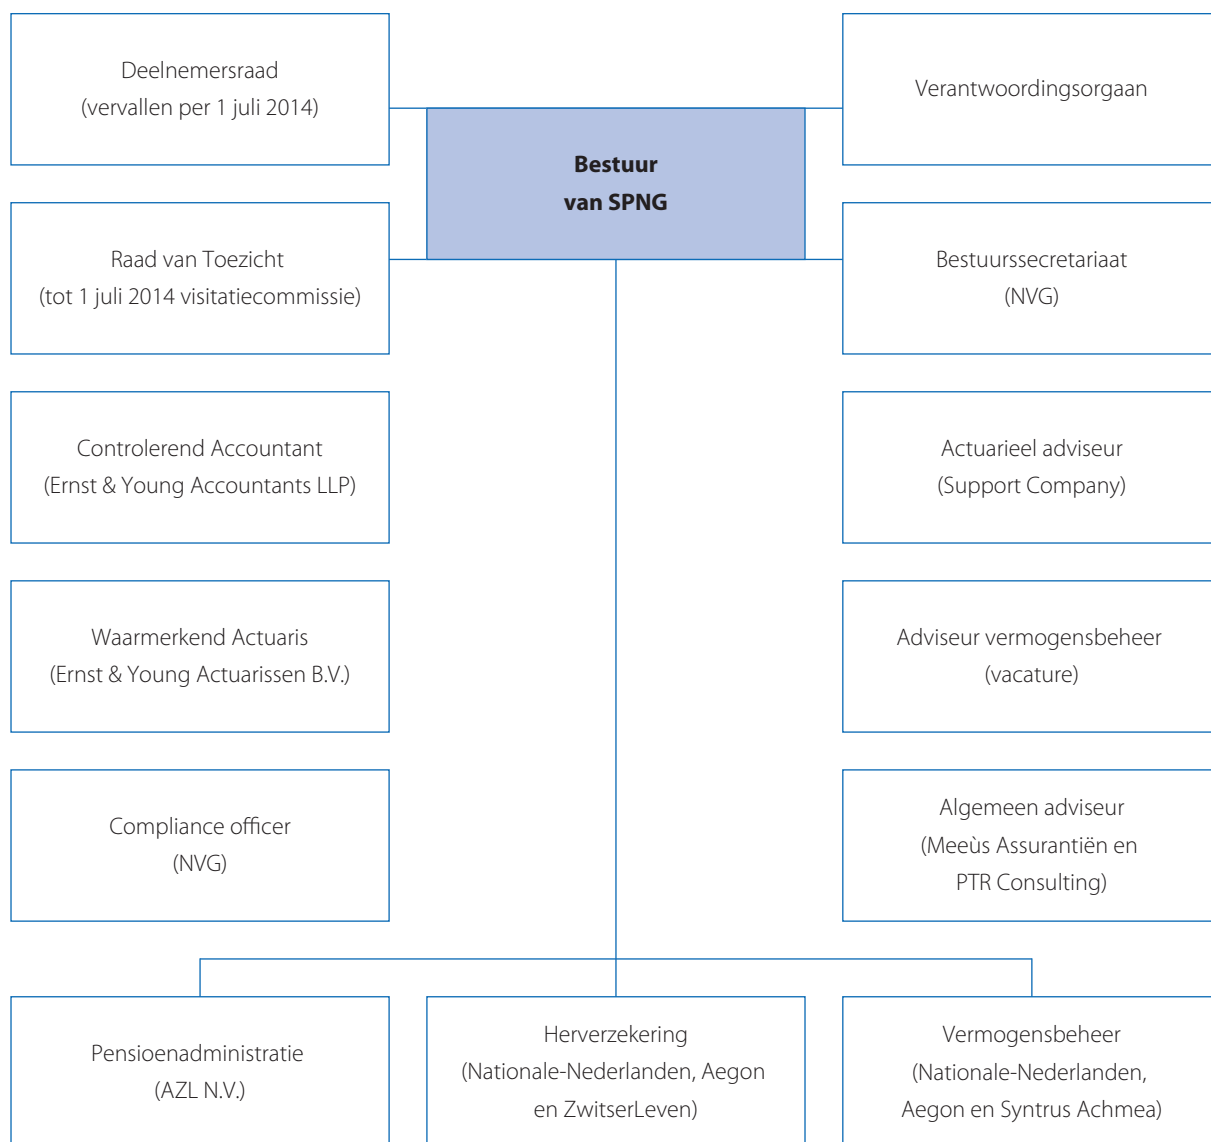 Deelnemersraad
(vervallen per 1 juli 2014)
Verantwoordingsorgaan
Bestuur
van SPNG
Raad van Toezicht
(tot 1 juli 2014 visitatiecommissie)
Bestuurssecretariaat
(NVG)
Controlerend Accountant
(Ernst & Young Accountants LLP)
Actuarieel adviseur
(Support Company)
Waarmerkend Actuaris
(Ernst & Young Actuarissen B.V.)
Adviseur vermogensbeheer
(vacature)
Compliance officer
(NVG)
Algemeen adviseur
(Meeùs Assurantiën en
PTR Consulting)
Pensioenadministratie
(AZL N.V.)
Herverzekering
(Nationale-Nederlanden, Aegon
en ZwitserLeven)
Vermogensbeheer
(Nationale-Nederlanden,
Aegon en Syntrus Achmea)